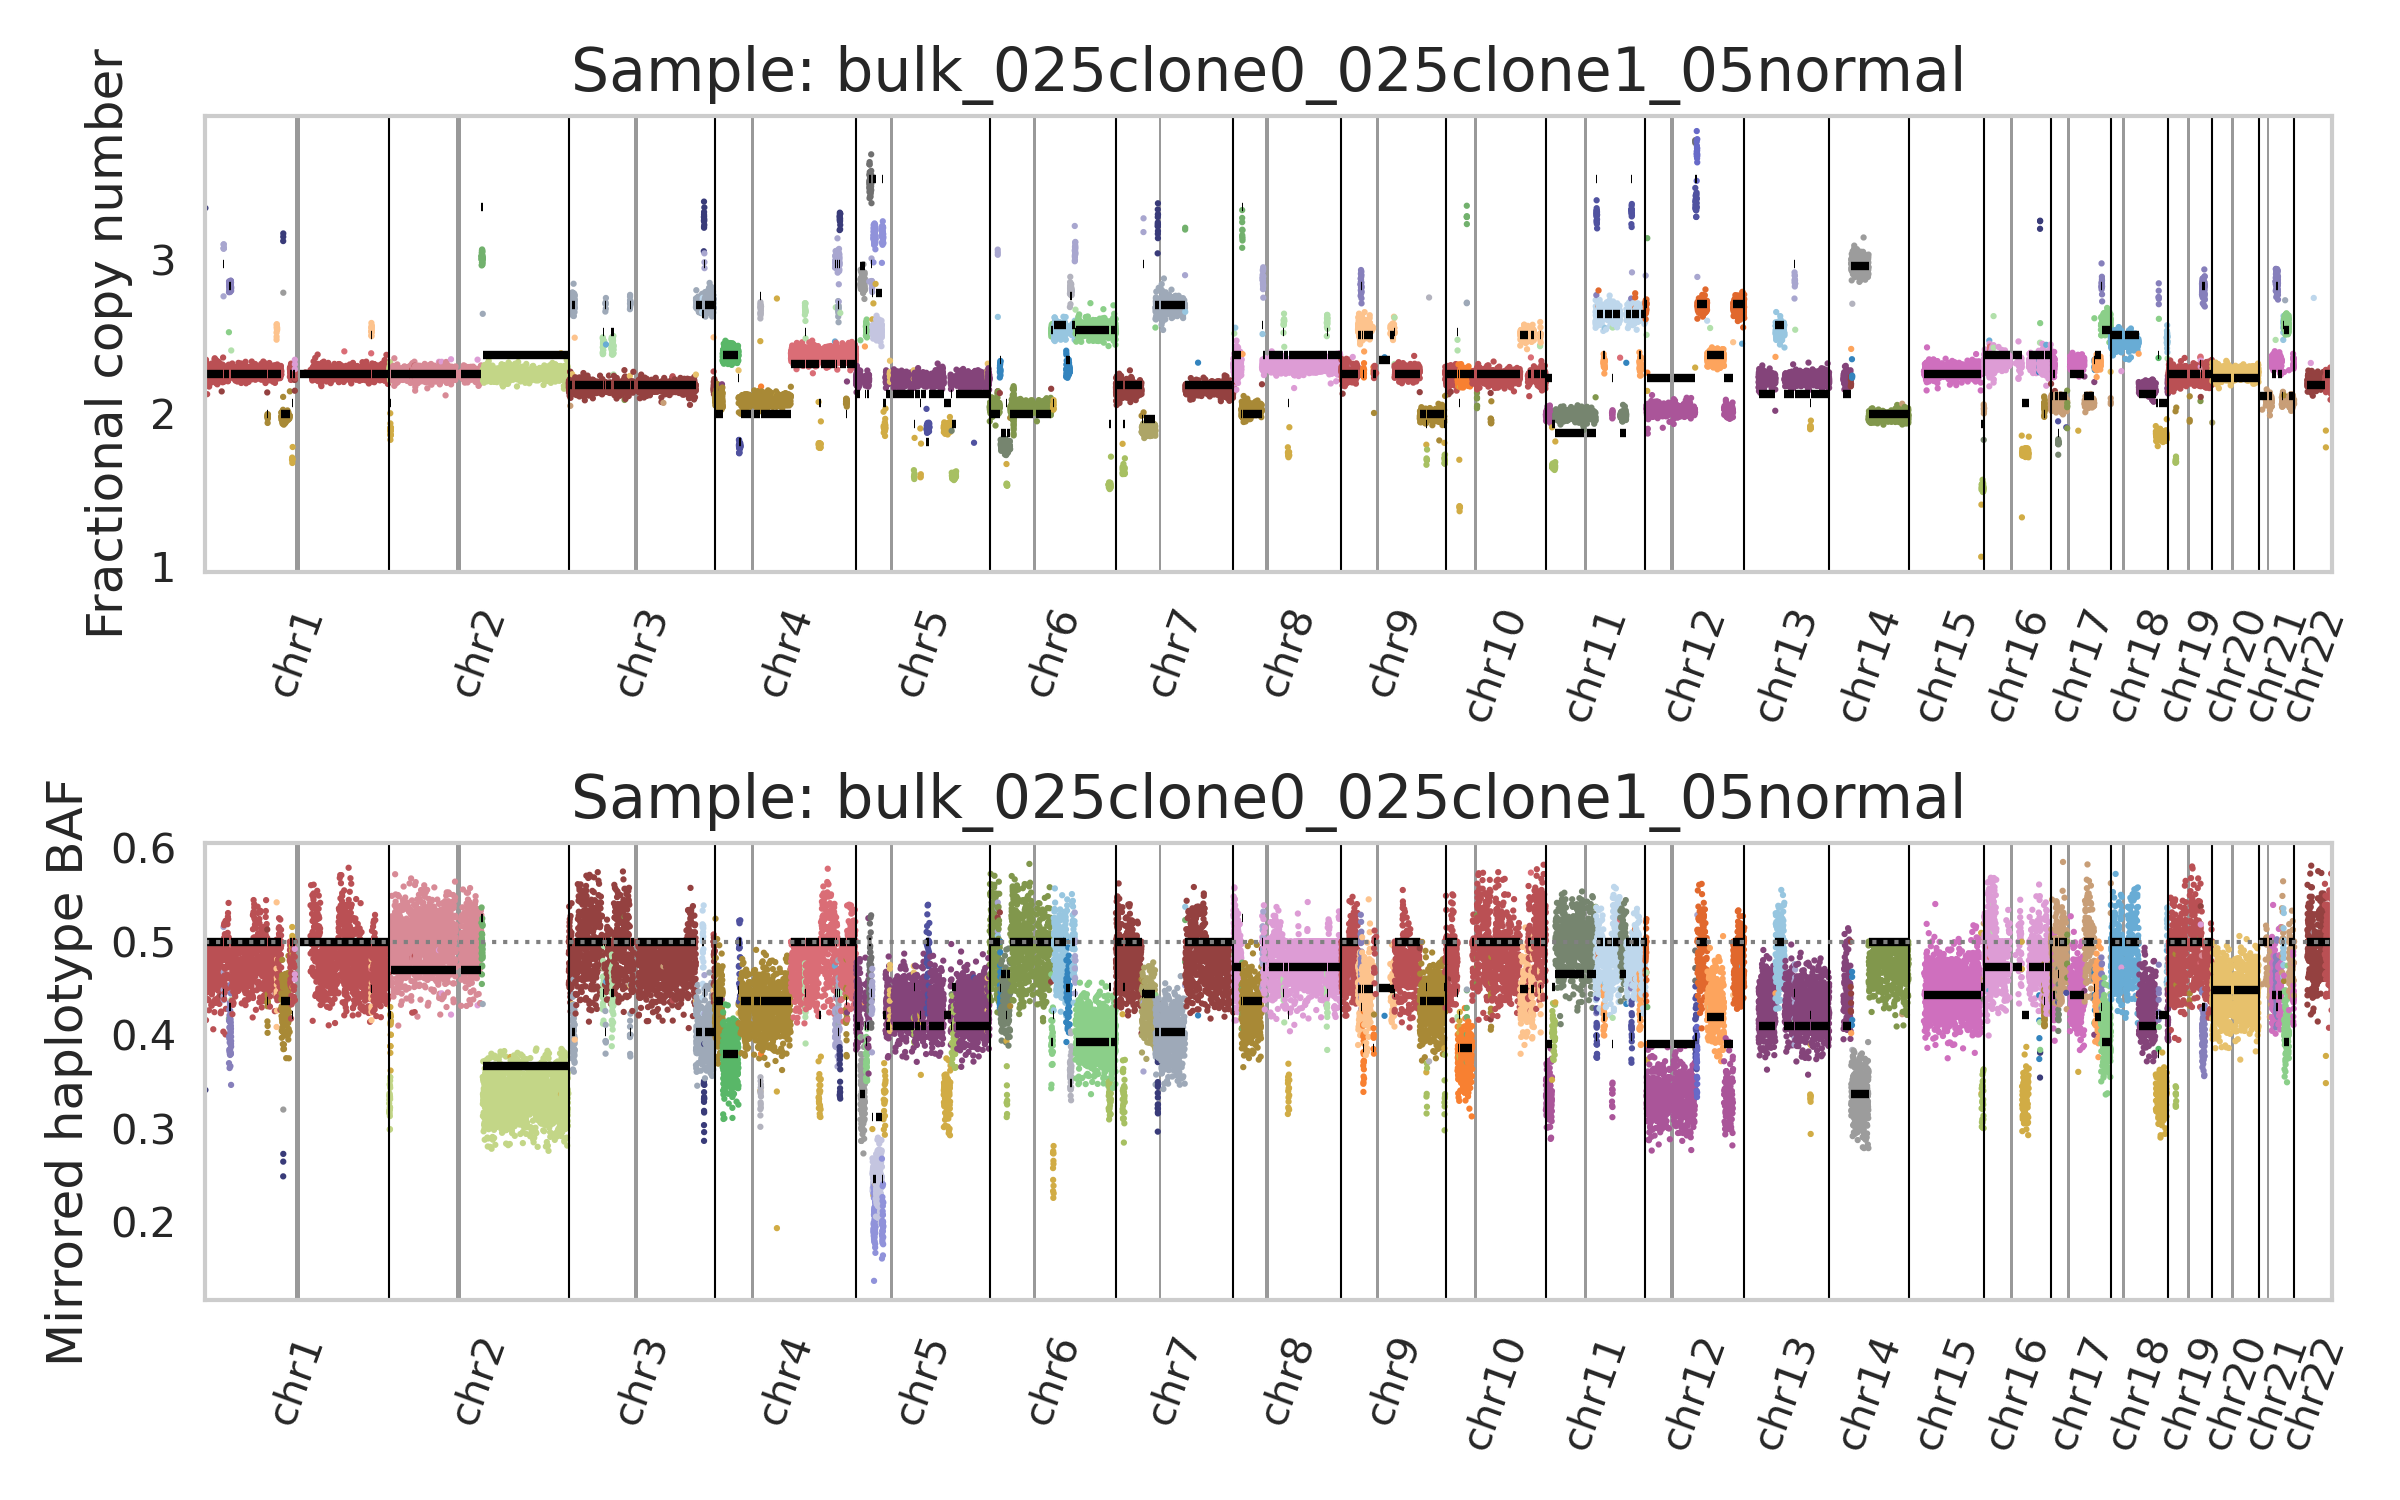 Sample: bulk_025clone0_025clone1_05normal
Fractional copy number
3
2
1
chr1 chr2 chr3 chr4 chr5 chr6 chr7 chr8 chr9 chr10 chr11 chr12 chr13 chr14 chr15 chr16 chr17 chr18 chr19 chr20 chr21 chr22
Sample: bulk_025clone0_025clone1_05normal
Mirrored haplotype BAF
0.6
0.5
0.4
0.3
0.2
chr1 chr2 chr3 chr4 chr5 chr6 chr7 chr8 chr9 chr10 chr11 chr12 chr13 chr14 chr15 chr16 chr17 chr18 chr19 chr20 chr21 chr22